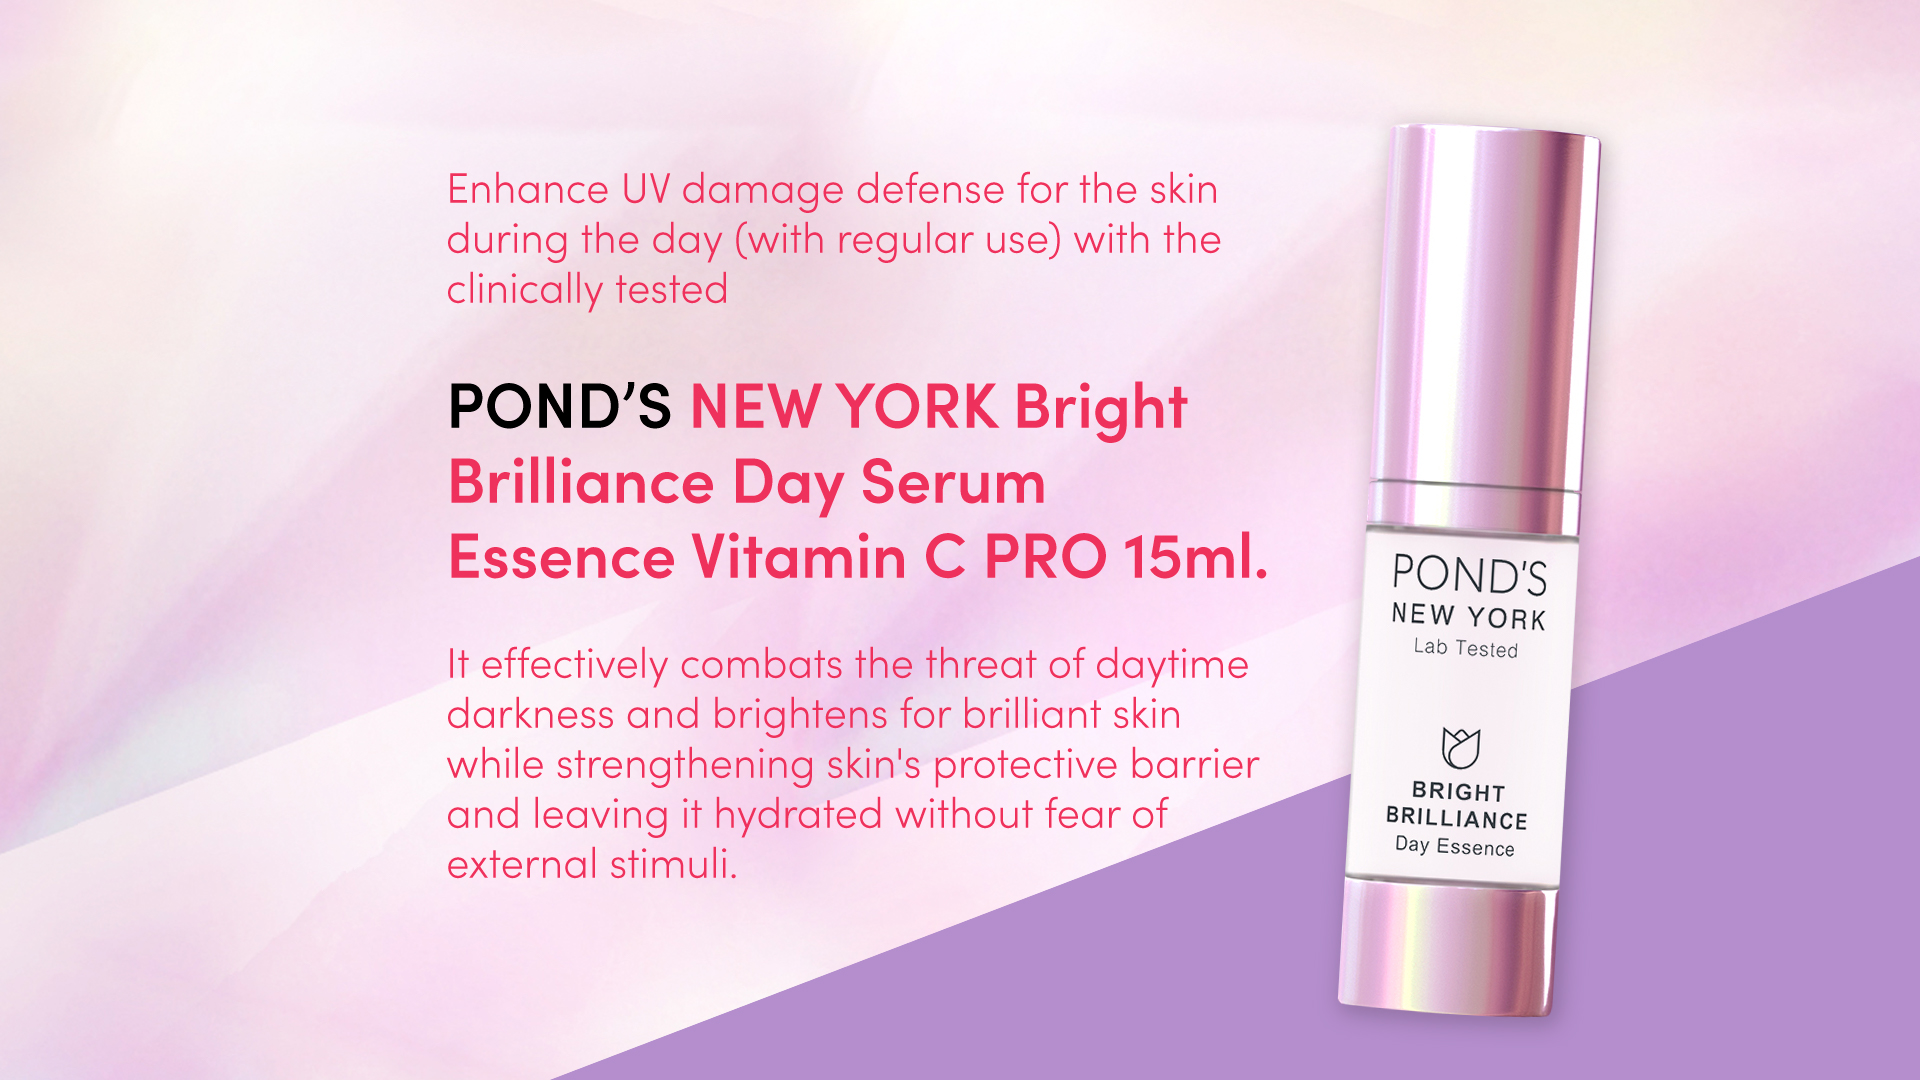 Enhance UV damage defense for the skin
during the day (with regular use) with the
clinically tested
POND’S NEW YORK Bright
Brilliance Day Serum
Essence Vitamin C PRO 15ml.
It effectively combats the threat of daytime
darkness and brightens for brilliant skin
while strengthening skin's protective barrier
and leaving it hydrated without fear of
external stimuli.
POND'S
NEW YORK
Lab Tested
BRIGHT
BRILLIANCE
Day Essence